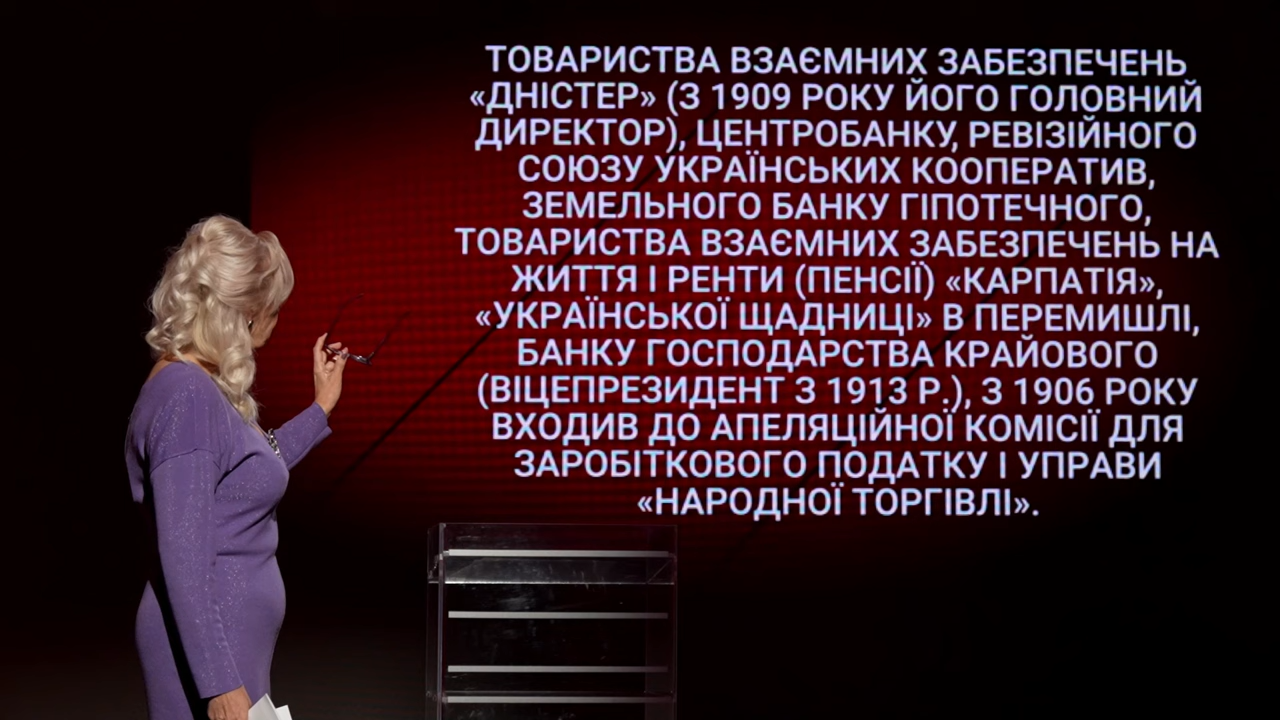 ТОВАРИСТВА ВЗАЄМНИХ ЗАБЕЗПЕЧЕНЬ
«ДНІСТЕР» (З 1909 РОКУ ЙОГО ГОЛОВНИЙ
ДИРЕКТОР), ЦЕНТРОБАНКУ, РЕВІЗІЙНОГО
СОЮЗУ УКРАЇНСЬКИХ КООПЕРАТИВ,
ЗЕМЕЛЬНОГО БАНКУ ГІПОТЕЧНОГО,
ТОВАРИСТВА ВЗАЄМНИХ ЗАБЕЗПЕЧЕНЬ НА
ЖИТТЯ І РЕНТИ (ПЕНСІЇ) «КАРПАТІЯ»,
«УКРАЇНСЬКОЇ ЩАДНИЦІ» В ПЕРЕМИШЛІ,
БАНКУ ГОСПОДАРСТВА КРАЙОВОГО
(ВІЦЕПРЕЗИДЕНТ З 1913 Р.), З 1906 РОКУ
ВХОДИВ ДО АПЕЛЯЦІЙНОЇ КОМІСІЇ ДЛЯ
ЗАРОБІТКОВОГО ПОДАТКУ І УПРАВИ
«НАРОДНОЇ ТОРГІВЛІ».